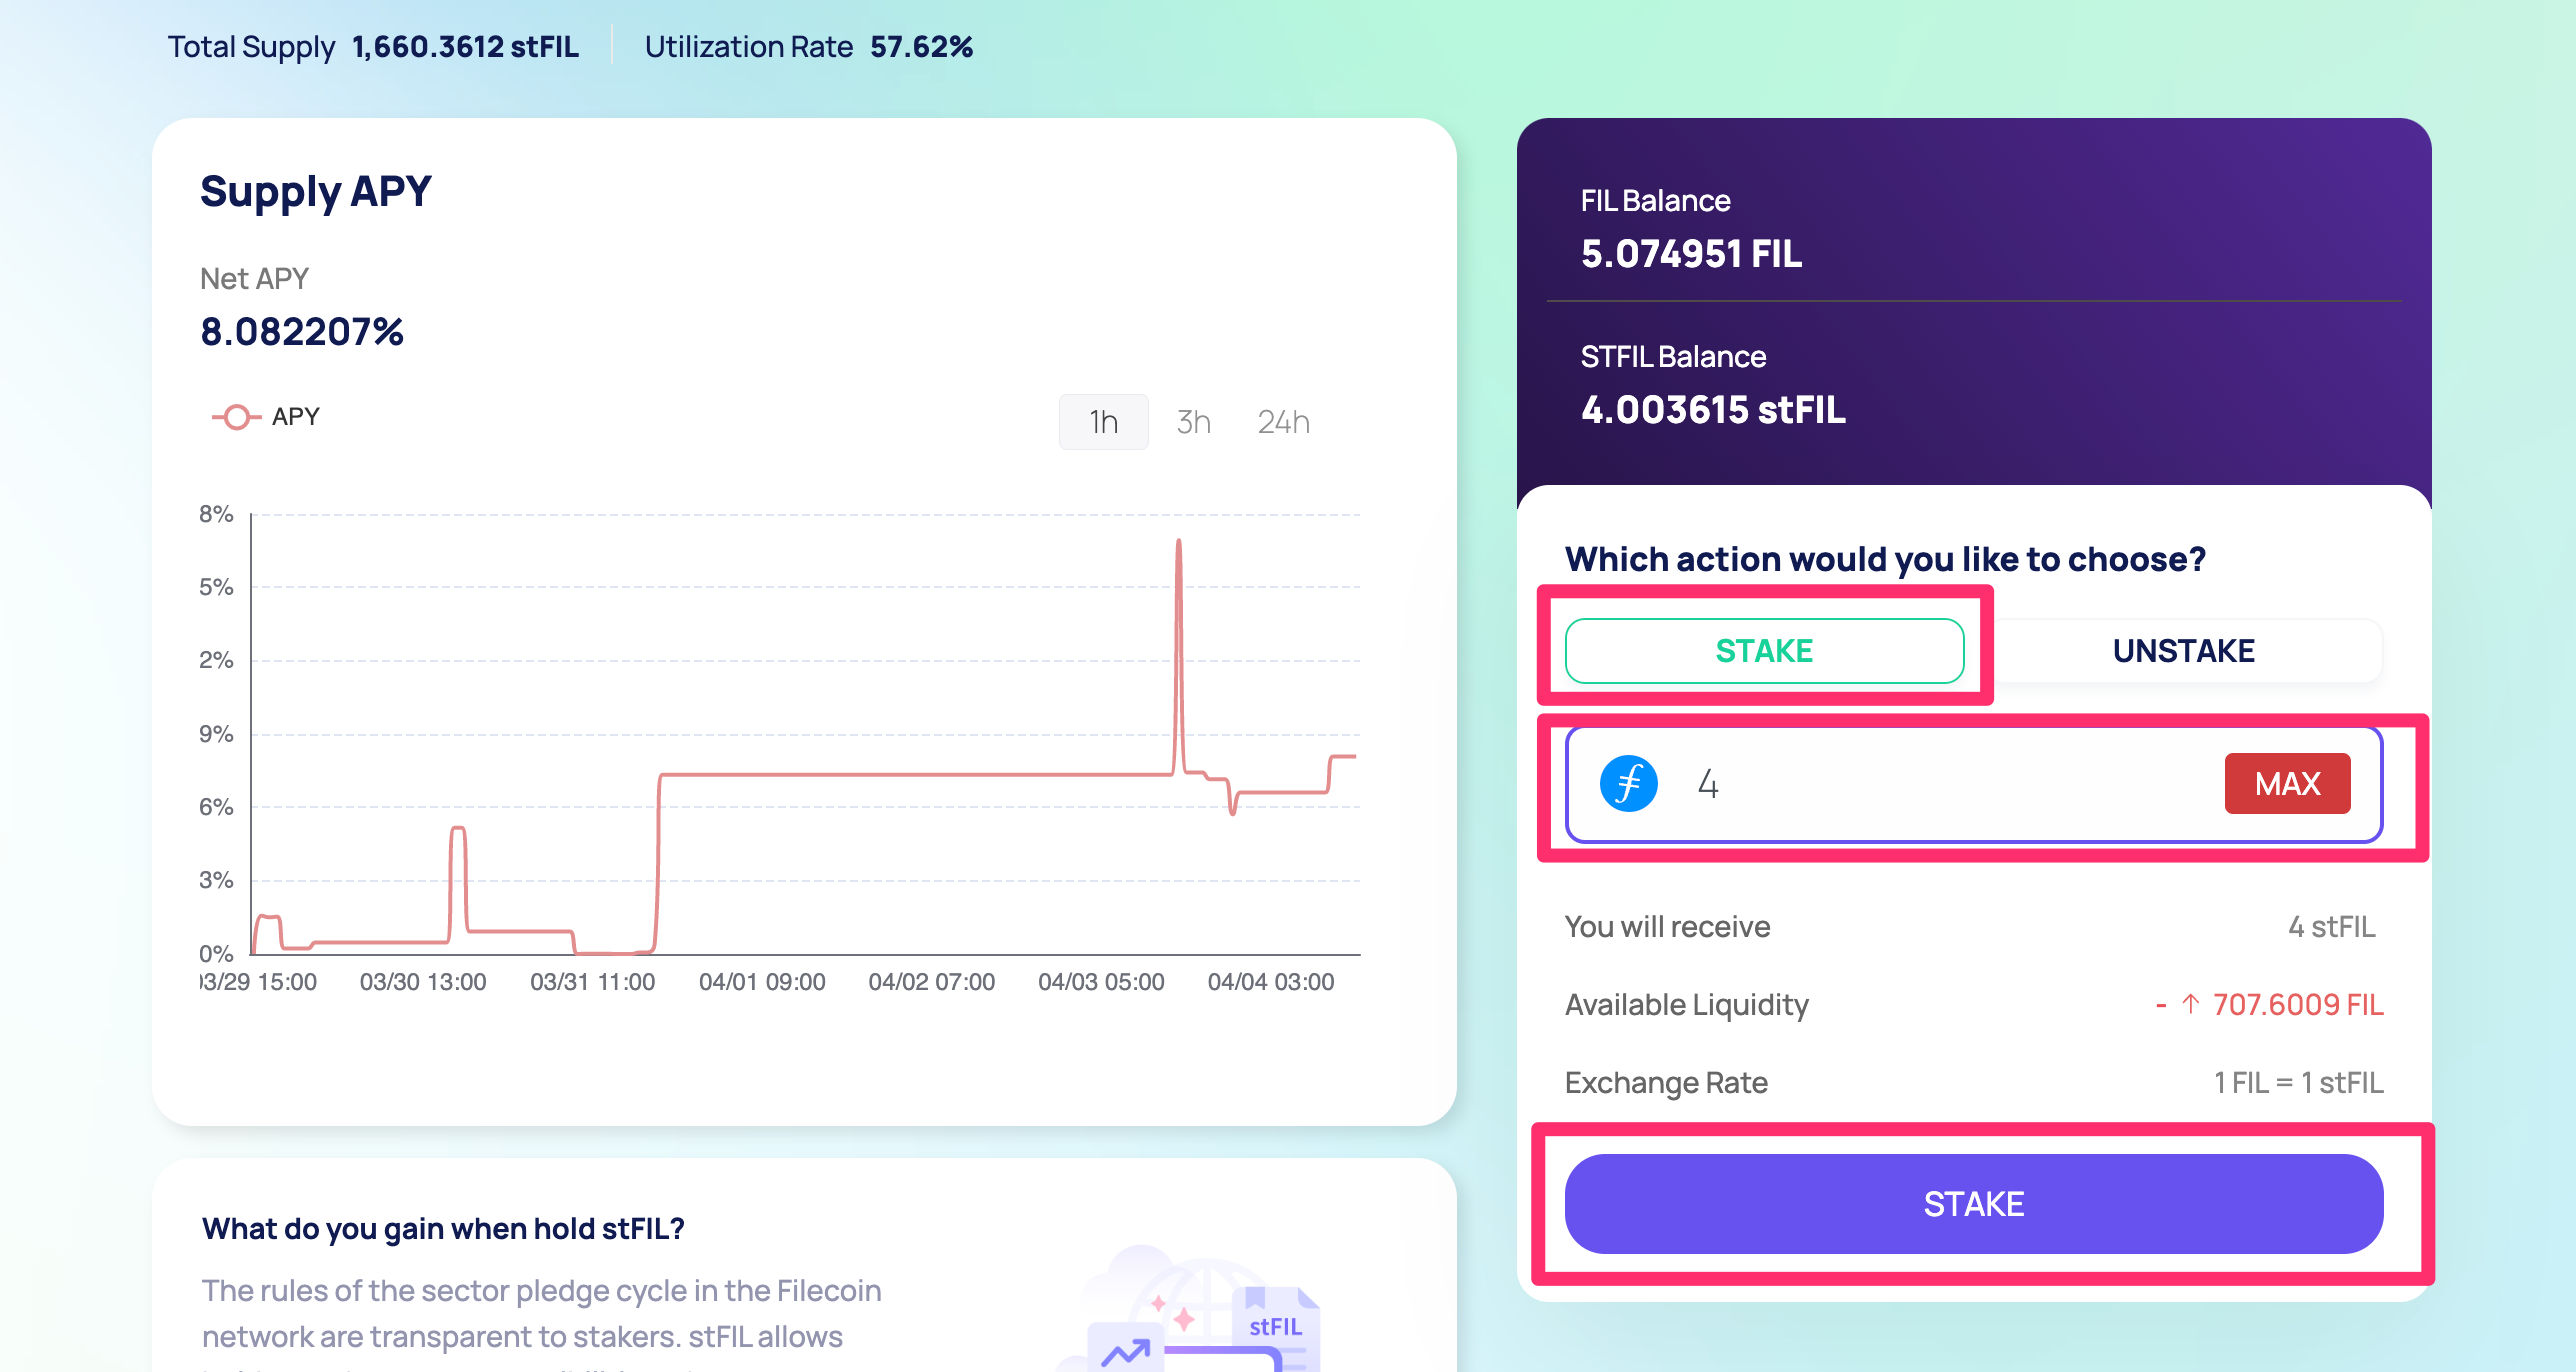 Total Supply 1,660.3612 stFIL Utilization Rate 57.62%
Supply APY
Net APY
8.082207%
APY
1h 3h 24h
8%
5%
2%
9%
6%
3%
0%
03/29 15:00 03/30 13:00 03/31 11:00 04/01 09:00 04/02 07:00 04/03 05:00 04/04 03:00
What do you gain when hold stFIL?
The rules of the sector pledge cycle in the Filecoin
network are transparent to stakers. stFIL allows
stFIL
FIL Balance
5.074951 FIL
STFIL Balance
4.003615 stFIL
Which action would you like to choose?
STAKE UNSTAKE
4 MAX
You will receive 4 stFIL
Available Liquidity - ↑ 707.6009 FIL
Exchange Rate 1 FIL = 1 stFIL
STAKE